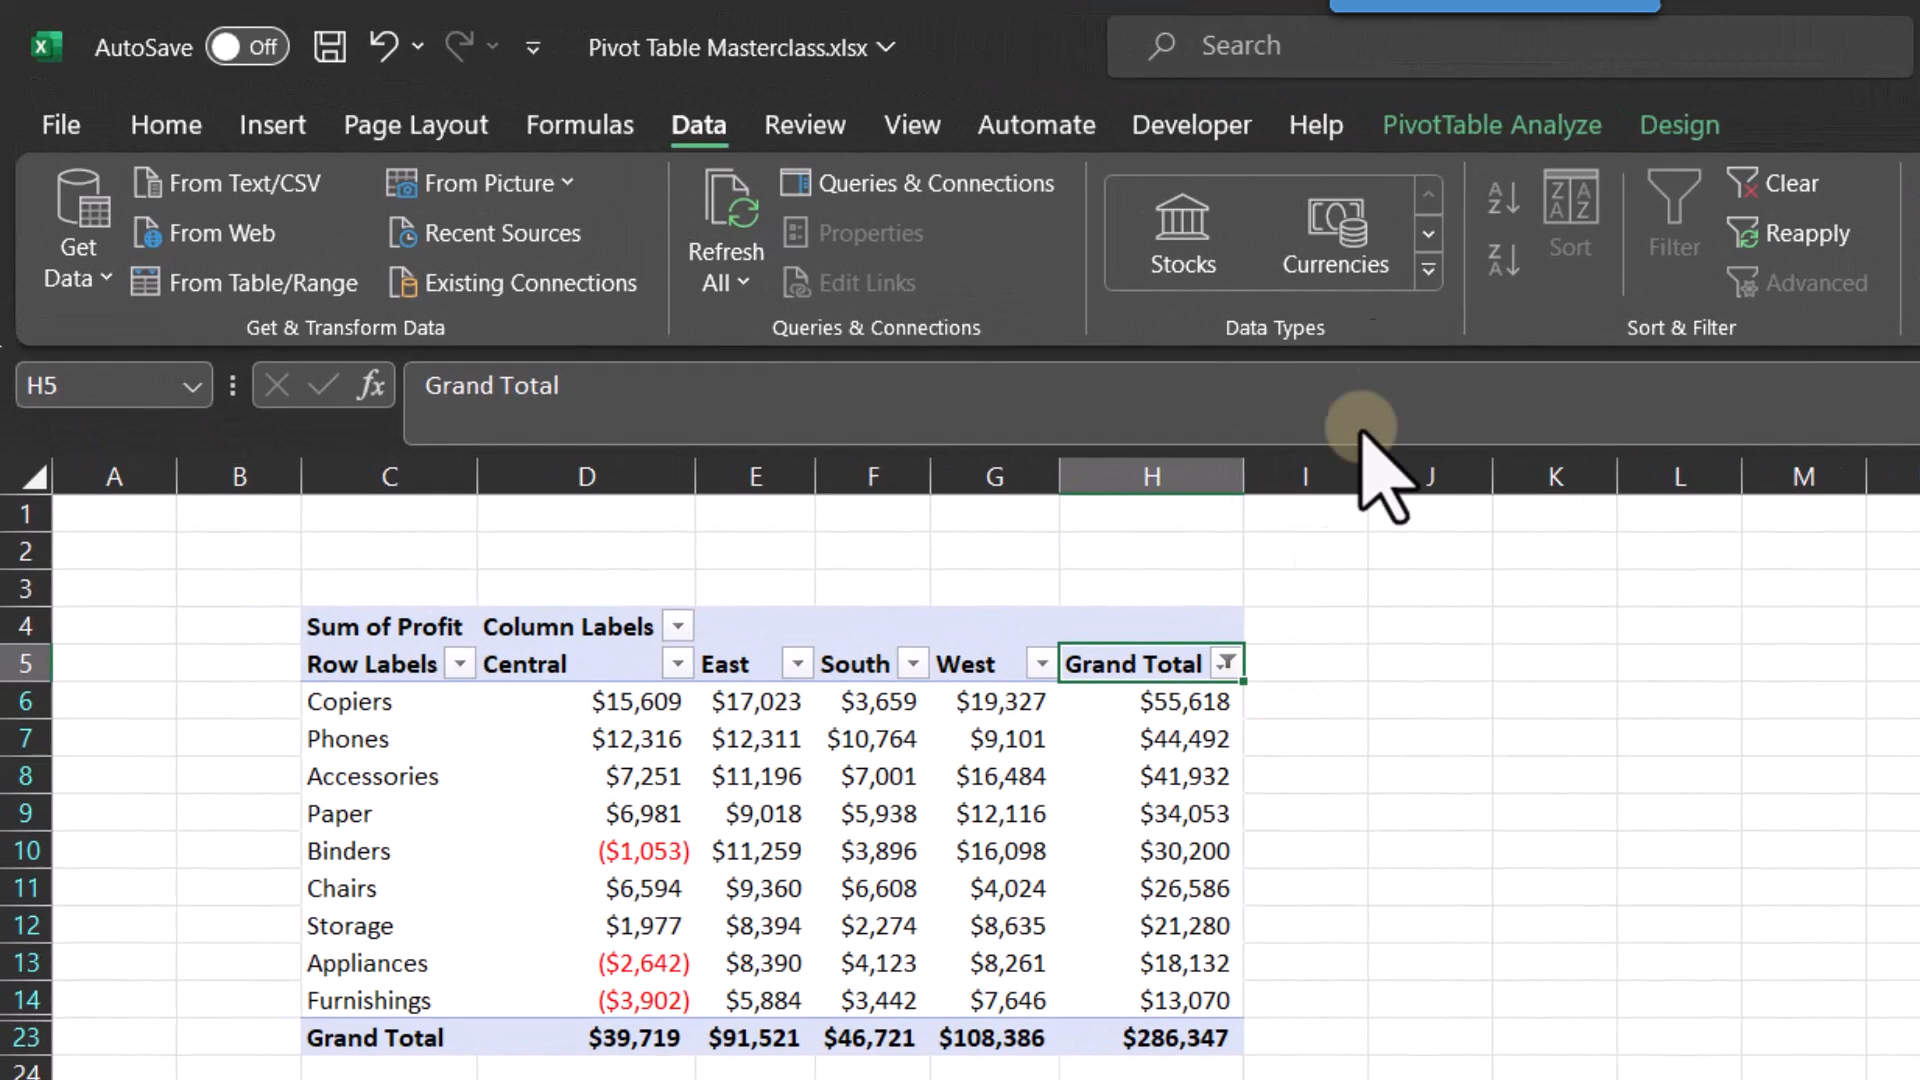 AutoSave Off Pivot Table Masterclass.xlsx Search
File Home Insert Page Layout Formulas Data Review View Automate Developer Help PivotTable Analyze Design
Get Data
From Text/CSV
From Web
From Table/Range
From Picture
Recent Sources
Existing Connections
Get & Transform Data
Refresh All
Queries & Connections
Properties
Edit Links
Queries & Connections
Stocks
Currencies
Data Types
Sort
Filter
Clear
Reapply
Advanced
Sort & Filter
H5 fx Grand Total
A B C D E F G H I J K L M
1
2
3
4 Sum of Profit Column Labels
5 Row Labels Central East South West Grand Total
6 Copiers $15,609 $17,023 $3,659 $19,327 $55,618
7 Phones $12,316 $12,311 $10,764 $9,101 $44,492
8 Accessories $7,251 $11,196 $7,001 $16,484 $41,932
9 Paper $6,981 $9,018 $5,938 $12,116 $34,053
10 Binders ($1,053) $11,259 $3,896 $16,098 $30,200
11 Chairs $6,594 $9,360 $6,608 $4,024 $26,586
12 Storage $1,977 $8,394 $2,274 $8,635 $21,280
13 Appliances ($2,642) $8,390 $4,123 $8,261 $18,132
14 Furnishings ($3,902) $5,884 $3,442 $7,646 $13,070
23 Grand Total $39,719 $91,521 $46,721 $108,386 $286,347
24